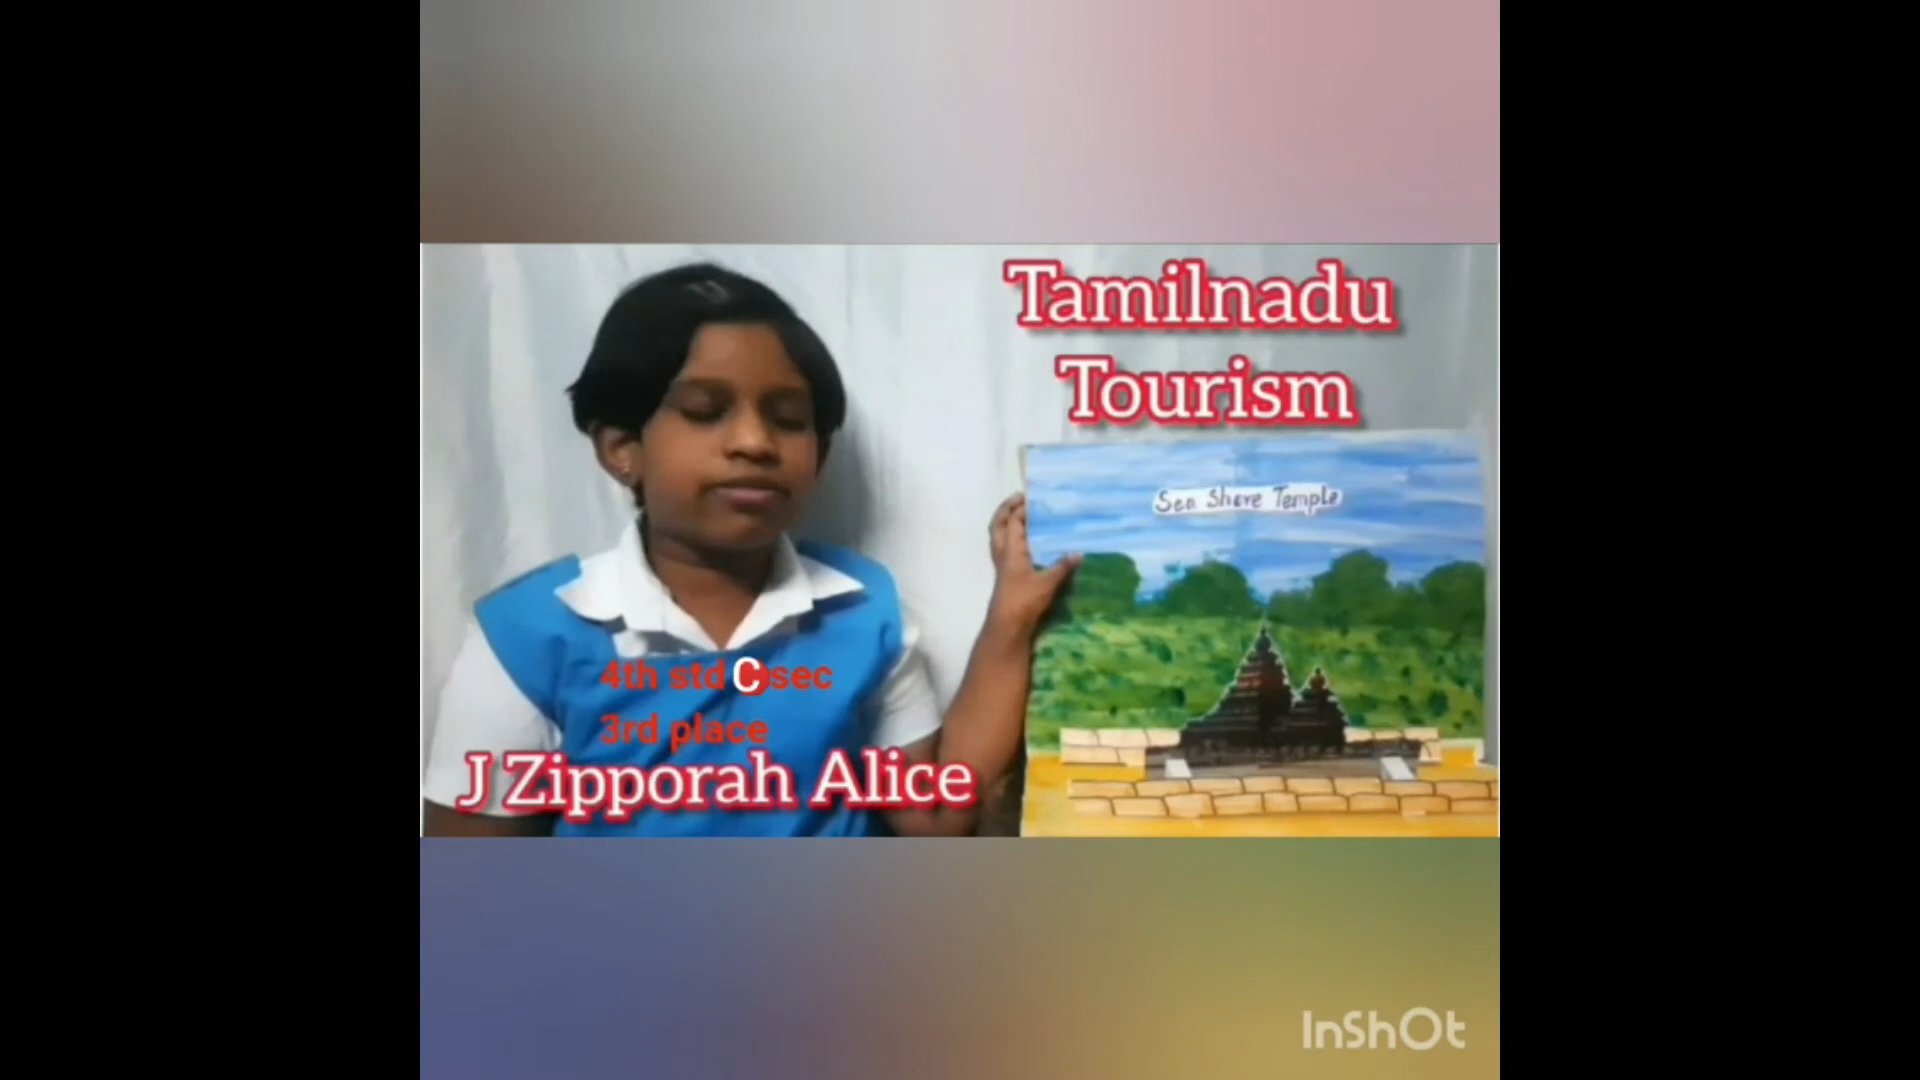 Tamilnadu
Tourism
Sea Shore Temple
4th std C sec
3rd place
J Zipporah Alice
InShOt